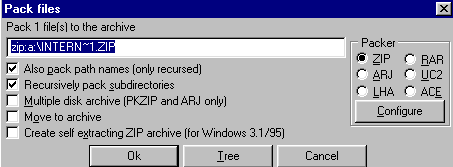 Pack files
Pack 1 file(s) to the archive
zip:a:\INTERN~1.ZIP
Packer
ZIP RAR
ARJ UC2
LHA ACE
Configure
Also pack path names (only recursed)
Recursively pack subdirectories
Multiple disk archive (PKZIP and ARJ only)
Move to archive
Create self extracting ZIP archive (for Windows 3.1/95)
Ok Tree Cancel